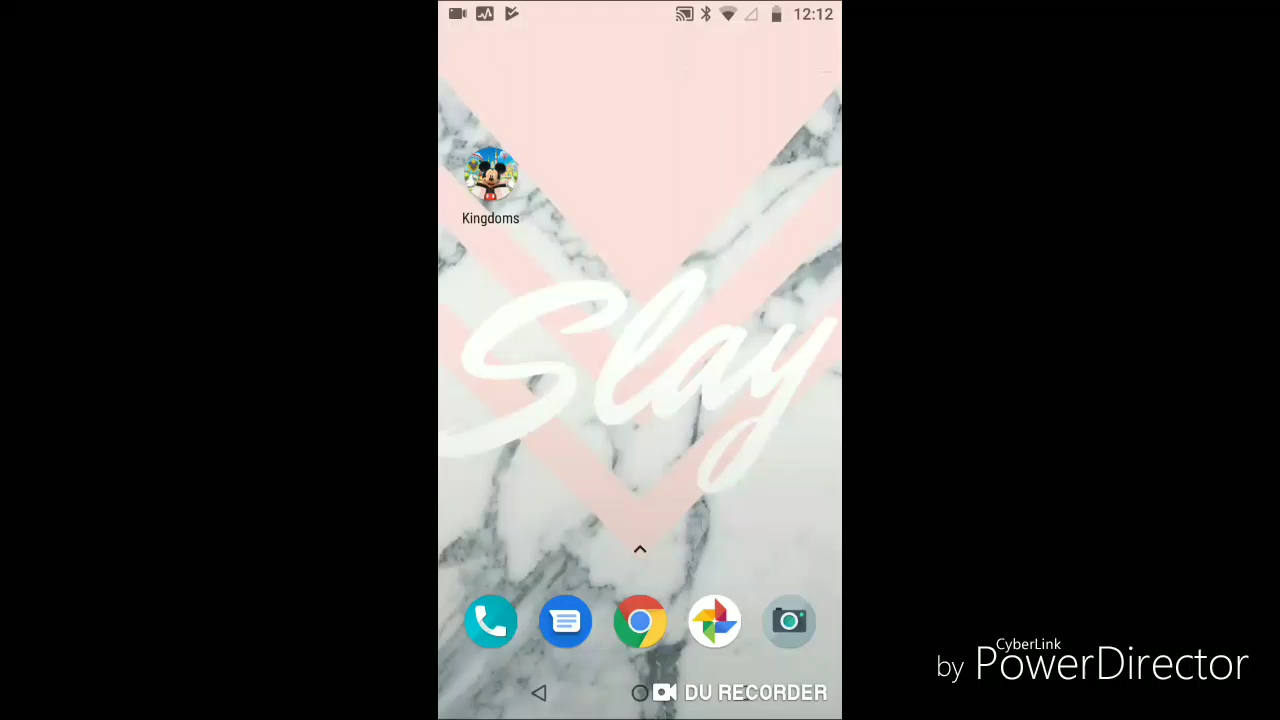 12:12
Kingdoms
Slay
CyberLink
by PowerDirector
DU RECORDER